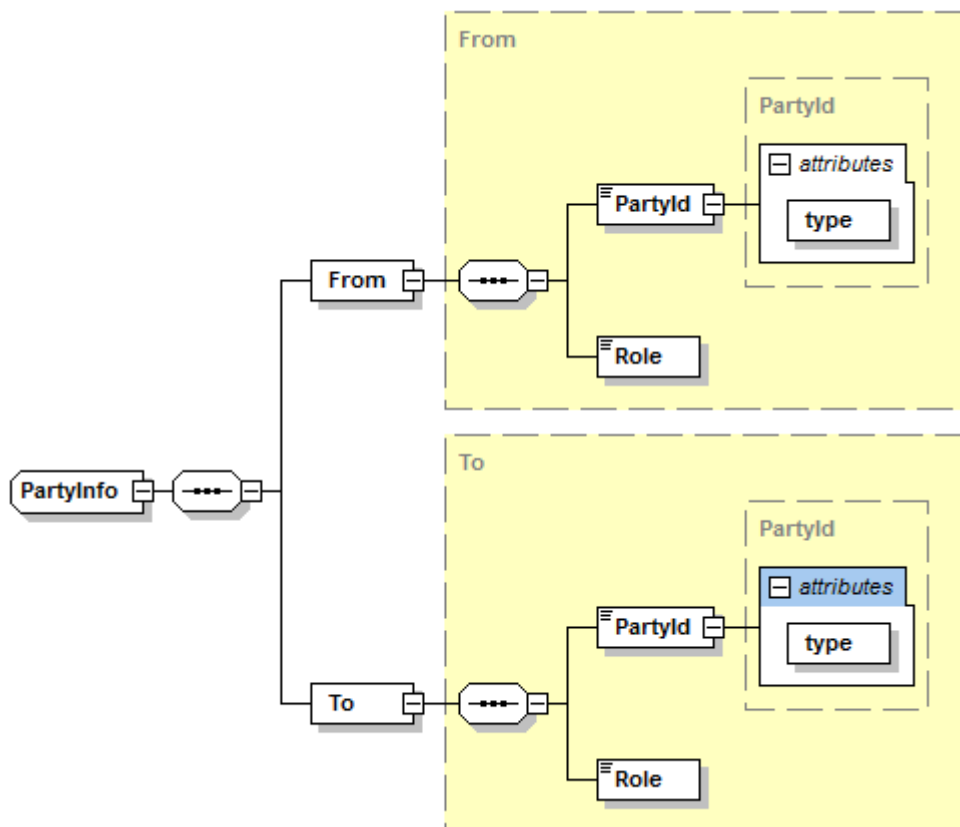 From
PartyId
attributes
PartyId
type
From
Role
To
PartyInfo
PartyId
attributes
PartyId
type
To
Role